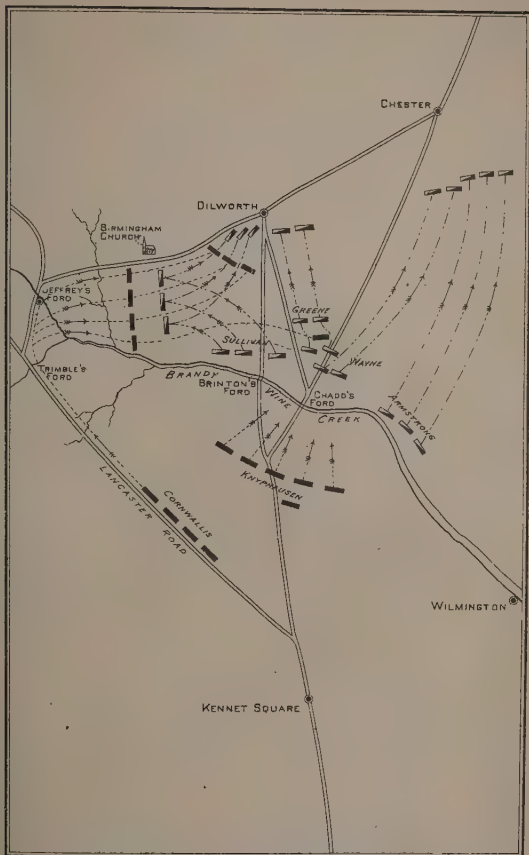 CHESTER
DILWORTH
BIRMINGHAM
CHURCH
JEFFREY'S
FORD
GREENE
SULLIVAN
WAYNE
TRIMBLE'S
FORD
BRANDY
WINE
CREEK
BRINTON'S
FORD
CHADD'S
FORD
ARMSTRONG
KNYPHAUSEN
CORNWALLIS
LANCASTER ROAD
WILMINGTON
KENNET SQUARE